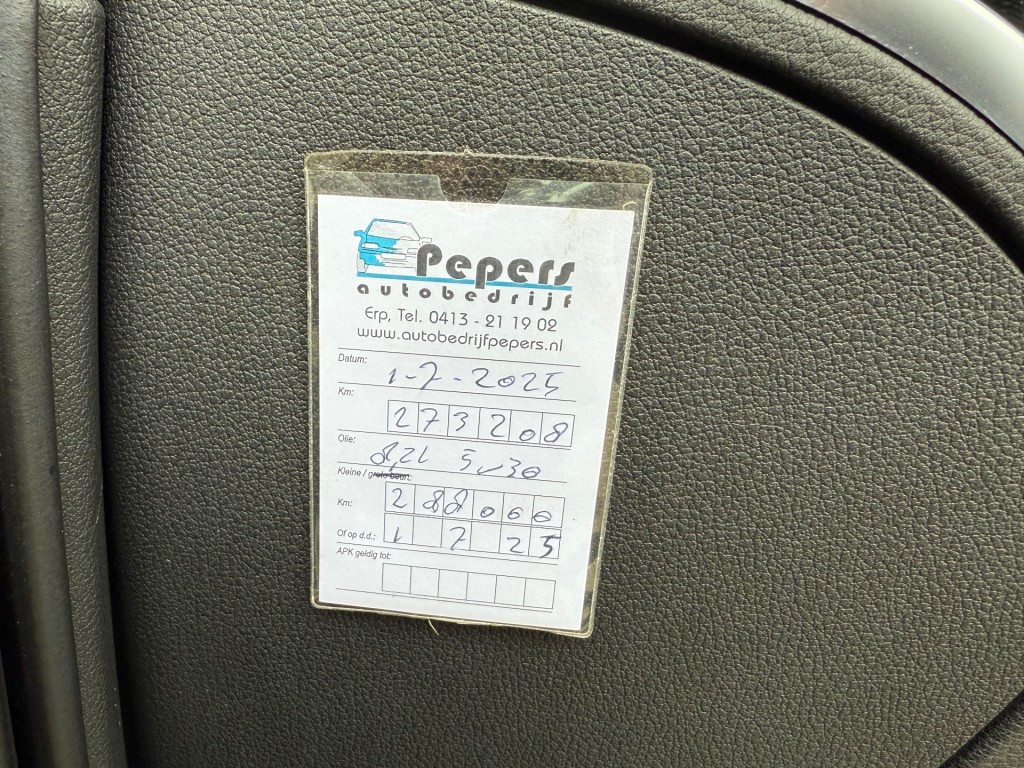 Pepers
autobedrijf
Erp, Tel. 0413 - 21 19 02
www.autobedrijfpepers.nl
Datum: 1-7-2025
Km: 273208
Olie: 8,2L 5w30
Kleine / grote beurt:
Km: 288000
Of op d.d.: 1 7 25
APK geldig tot: